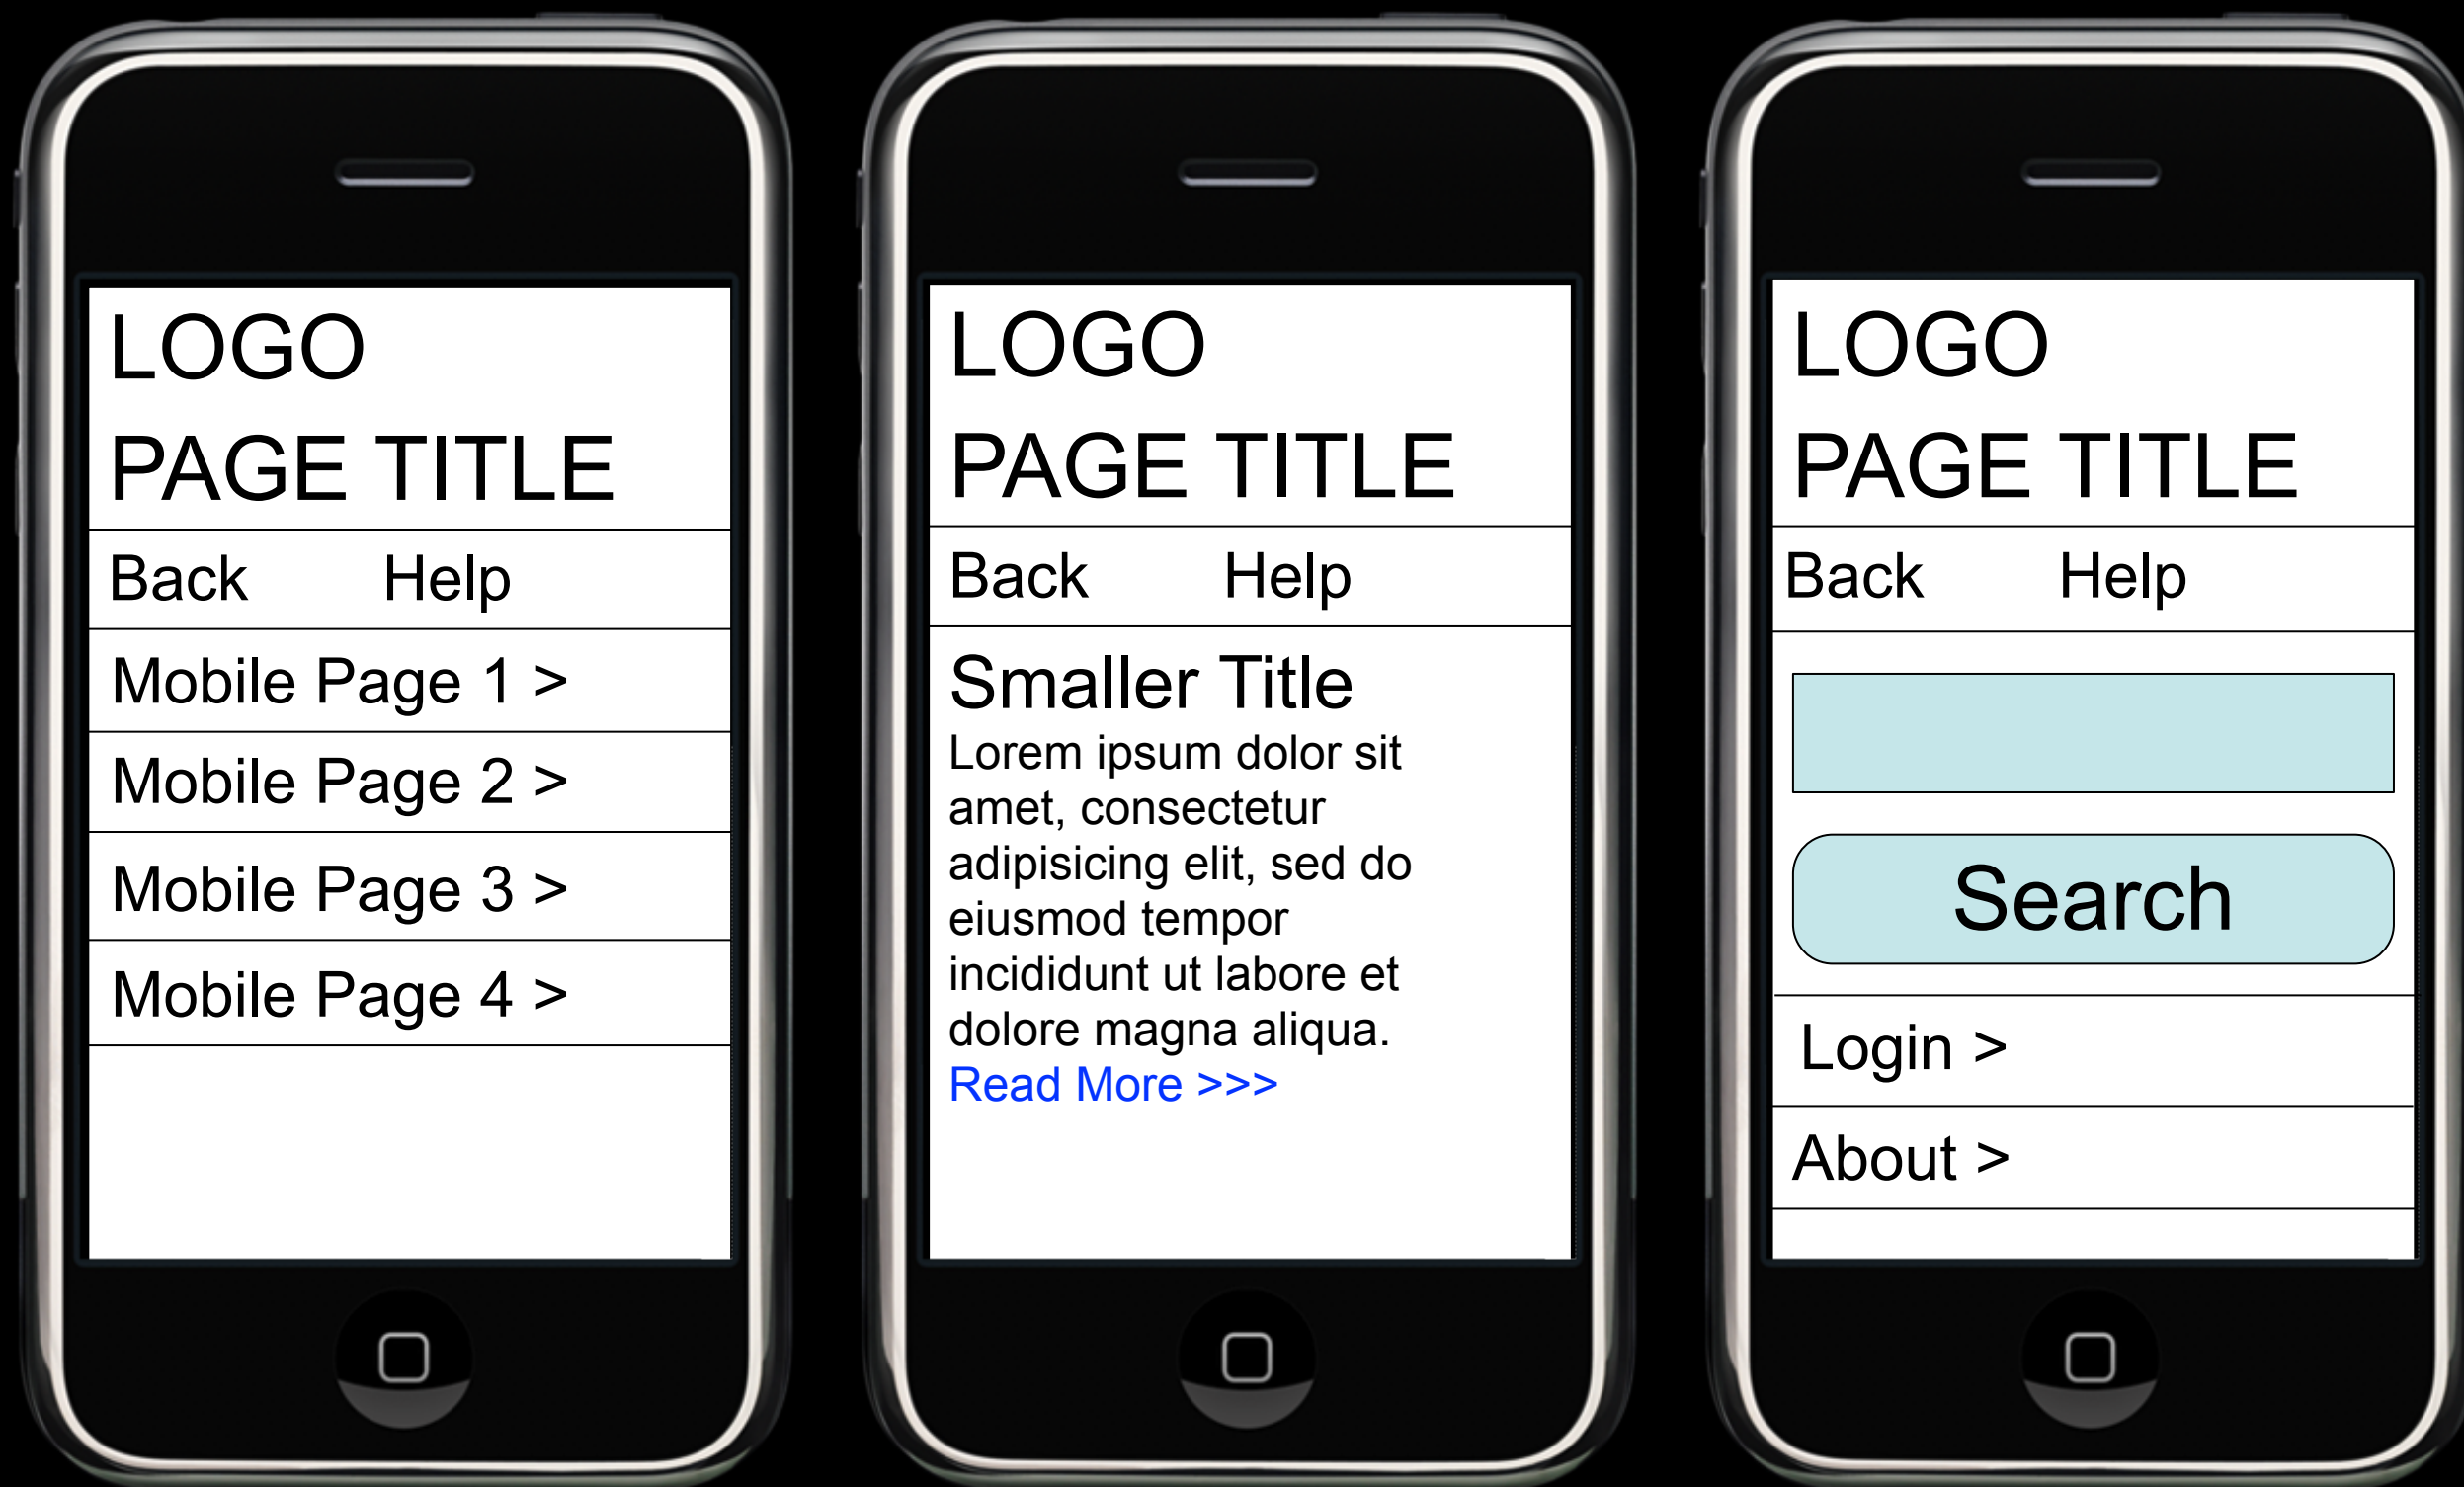 LOGO
PAGE TITLE
Back Help
Mobile Page 1 >
Mobile Page 2 >
Mobile Page 3 >
Mobile Page 4 >
LOGO
PAGE TITLE
Back Help
Smaller Title
Lorem ipsum dolor sit
amet, consectetur
adipisicing elit, sed do
eiusmod tempor
incididunt ut labore et
dolore magna aliqua.
Read More >>>
LOGO
PAGE TITLE
Back Help
Search
Login >
About >